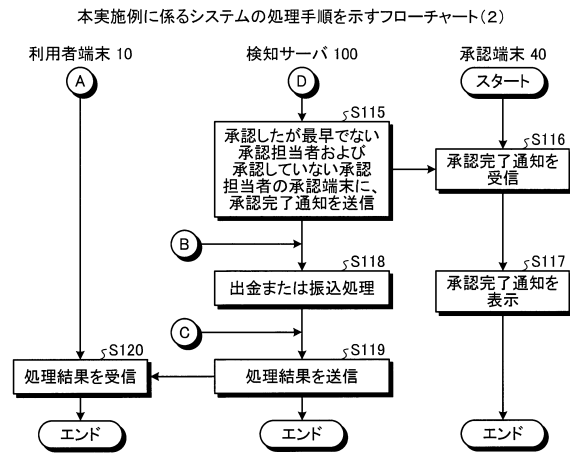 本実施例に係るシステムの処理手順を示すフローチャート(2)
利用者端末 10
検知サーバ 100
承認端末 40
A
D
スタート
S115
承認したが最早でない
承認担当者および
承認していない承認
担当者の承認端末に、
承認完了通知を送信
S116
承認完了通知を
受信
B
S118
出金または振込処理
S117
承認完了通知を
表示
C
S120
処理結果を受信
S119
処理結果を送信
エンド
エンド
エンド